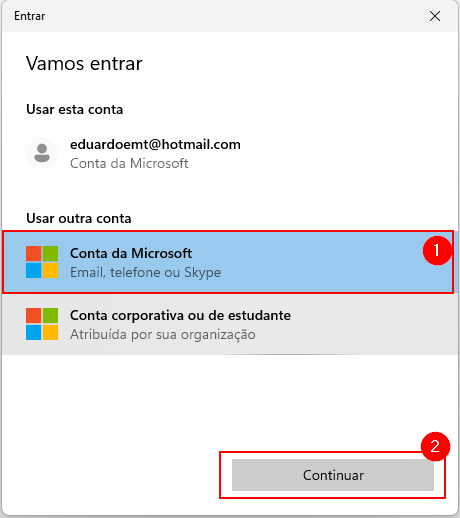 Entrar
Vamos entrar
Usar esta conta
eduardoemt@hotmail.com
Conta da Microsoft
Usar outra conta
1
Conta da Microsoft
Email, telefone ou Skype
Conta corporativa ou de estudante
Atribuída por sua organização
2
Continuar